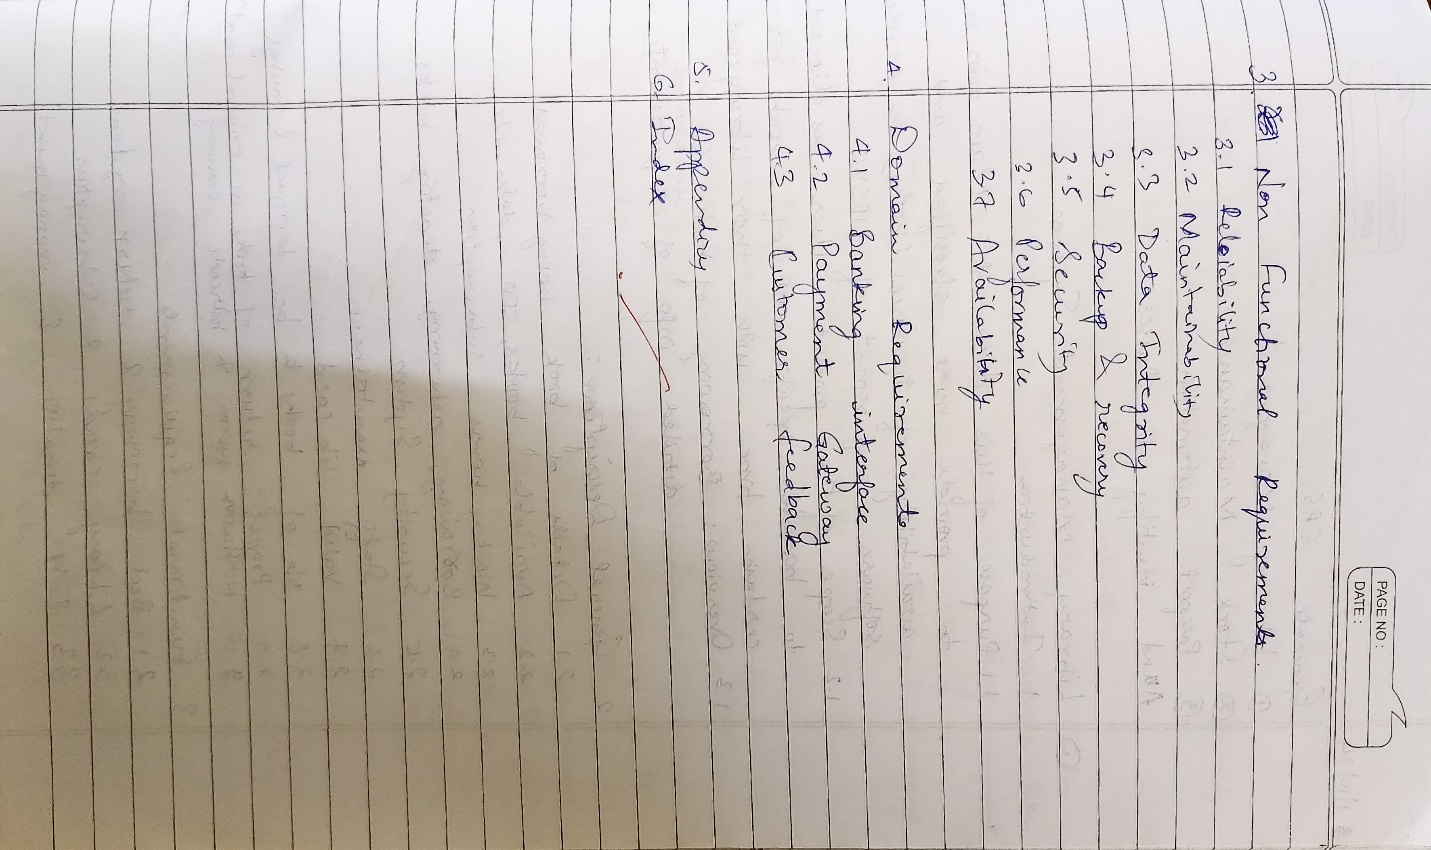 PAGE NO:
DATE:
3. Non Functional Requirements.
3.1 Reloiability
3.2 Maintainability
3.3 Data Integrity
3.4 Backup & recovery
3.5 Security
3.6 Performance
3.7 Availability
4. Domain Requirements
4.1 Banking interface
4.2 Payment Gateway
4.3 Customer feedback
5. Appendix
6. Index